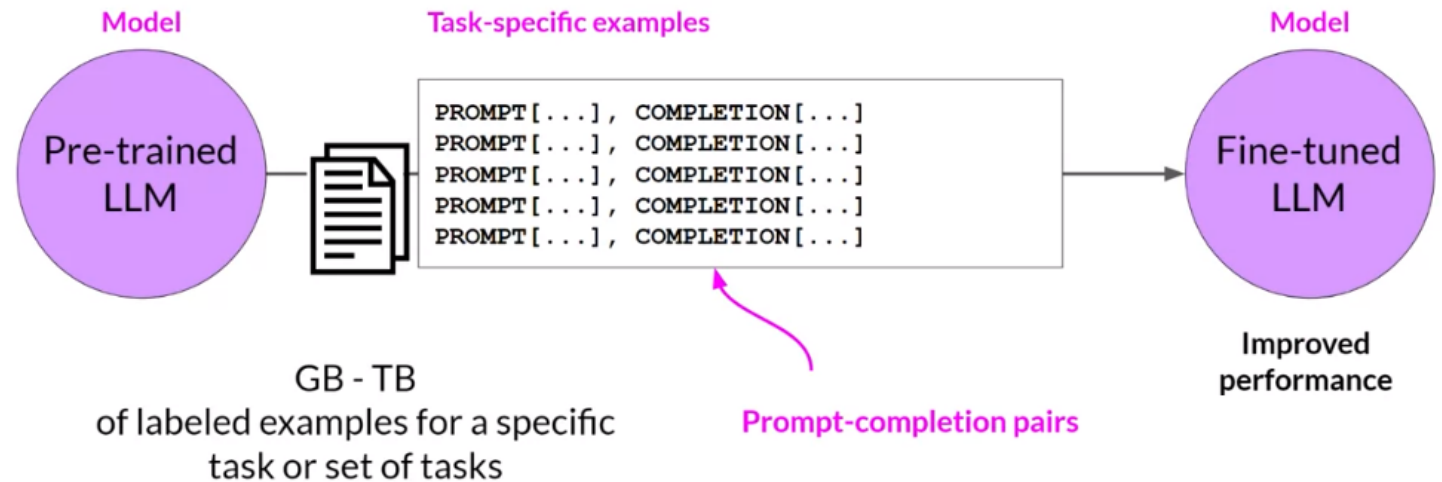 Model
Task-specific examples
Model
Pre-trained
LLM
PROMPT[...], COMPLETION[...]
PROMPT[...], COMPLETION[...]
PROMPT[...], COMPLETION[...]
PROMPT[...], COMPLETION[...]
PROMPT[...], COMPLETION[...]
Fine-tuned
LLM
GB - TB
of labeled examples for a specific
task or set of tasks
Prompt-completion pairs
Improved
performance